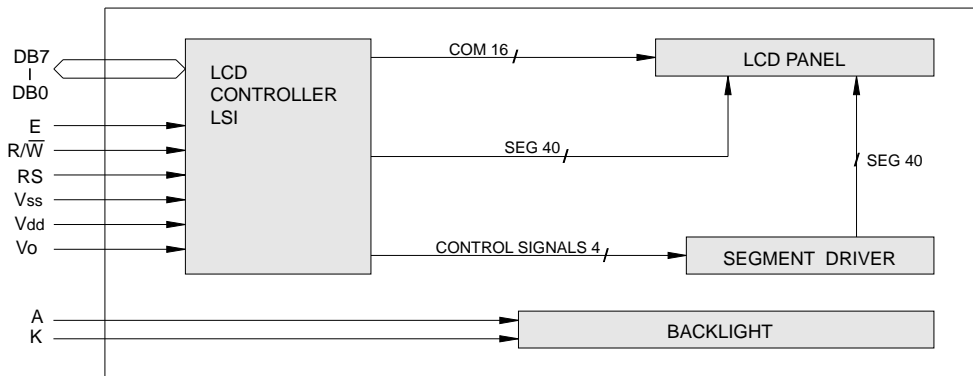 DB7
DB0
E
R/W̅
RS
Vss
Vdd
Vo
A
K
LCD
CONTROLLER
LSI
COM 16
SEG 40
CONTROL SIGNALS 4
LCD PANEL
SEG 40
SEGMENT DRIVER
BACKLIGHT